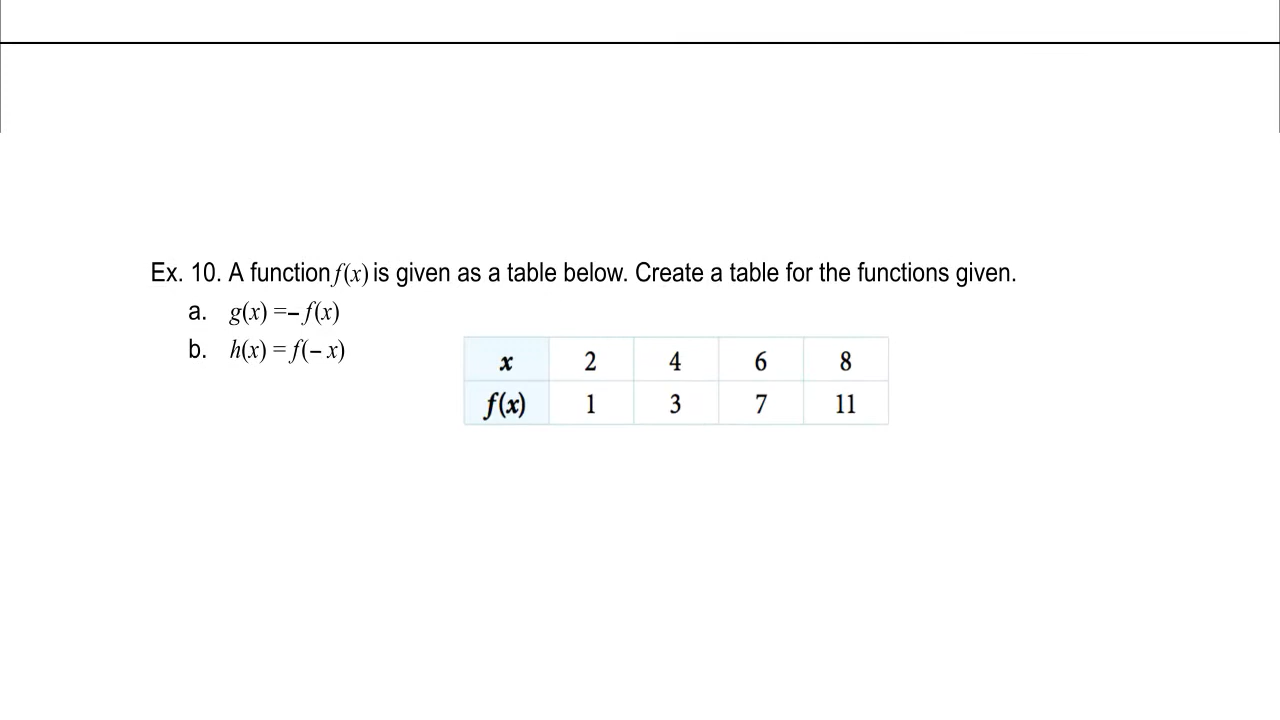 Ex. 10. A function f(x) is given as a table below. Create a table for the functions given.
a. g(x) =– f(x)
b. h(x) = f(– x)
x 2 4 6 8
f(x) 1 3 7 11